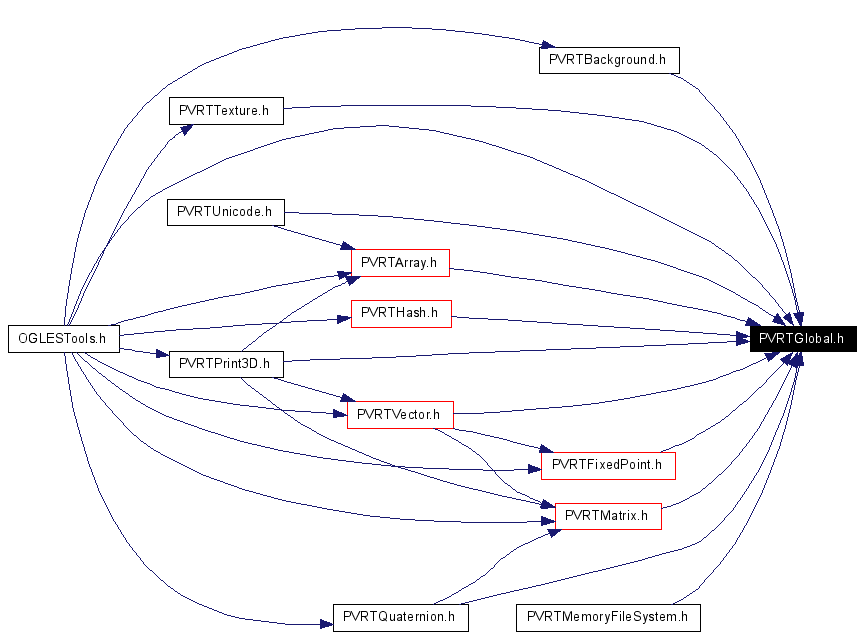 PVRTBackground.h
PVRTTexture.h
PVRTUnicode.h
PVRTArray.h
PVRTHash.h
OGLESTools.h
PVRTGlobal.h
PVRTPrint3D.h
PVRTVector.h
PVRTFixedPoint.h
PVRTMatrix.h
PVRTQuaternion.h
PVRTMemoryFileSystem.h